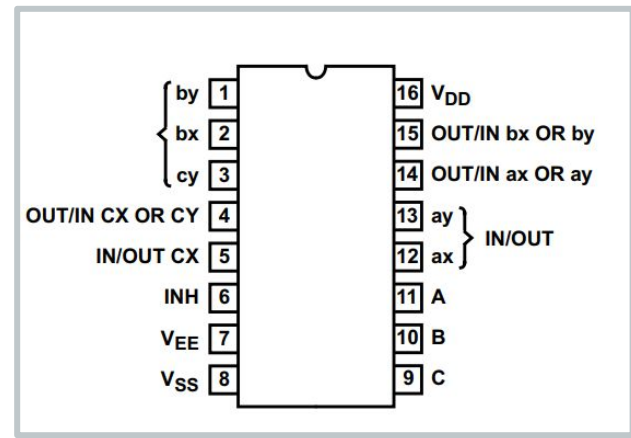 by 1
bx 2
cy 3
OUT/IN CX OR CY 4
IN/OUT CX 5
INH 6
VEE 7
VSS 8
16 VDD
15 OUT/IN bx OR by
14 OUT/IN ax OR ay
13 ay
IN/OUT
12 ax
11 A
10 B
9 C